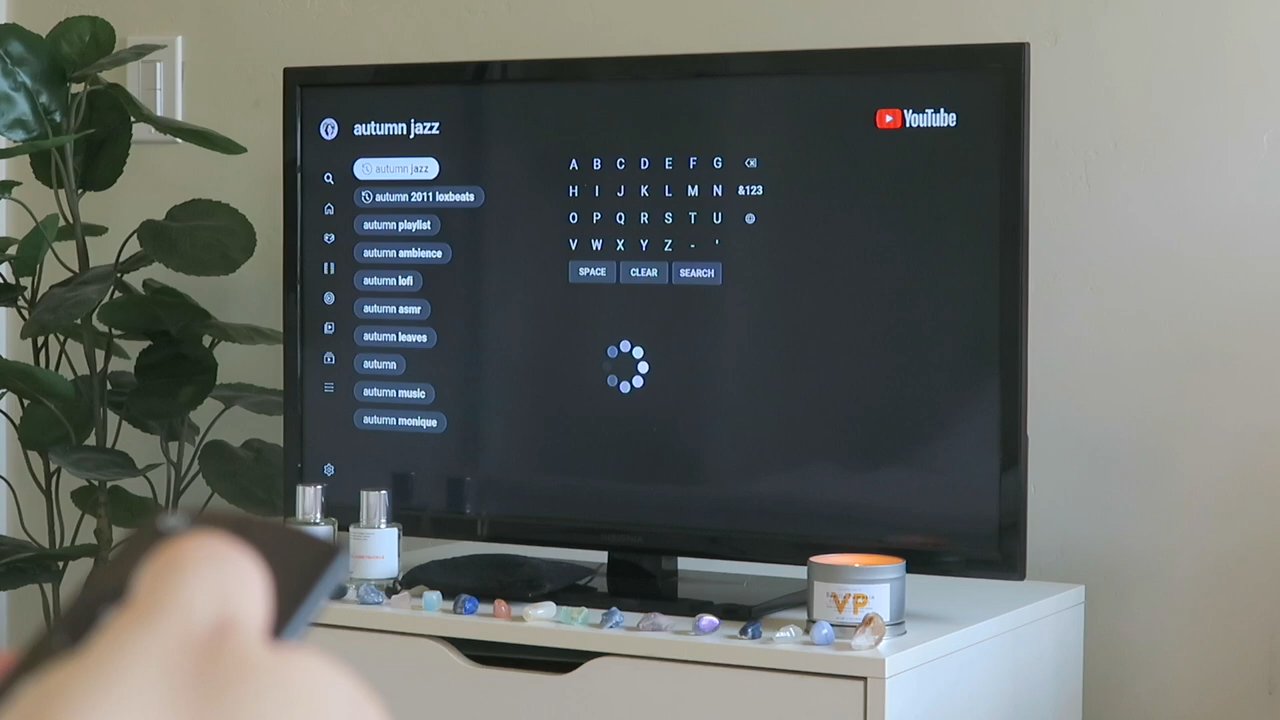 autumn jazz
YouTube
autumn jazz
autumn 2011 loxbeats
autumn playlist
autumn ambience
autumn lofi
autumn asmr
autumn leaves
autumn
autumn music
autumn monique
A B C D E F G
H I J K L M N &123
O P Q R S T U
V W X Y Z - '
SPACE CLEAR SEARCH
VP